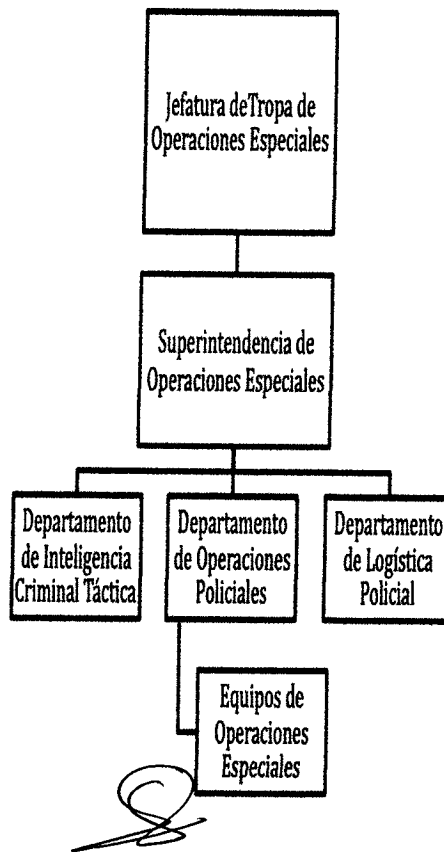 Jefatura deTropa de
Operaciones Especiales
Superintendencia de
Operaciones Especiales
Departamento
de Inteligencia
Criminal Táctica
Departamento
de Operaciones
Policiales
Departamento
de Logística
Policial
Equipos de
Operaciones
Especiales